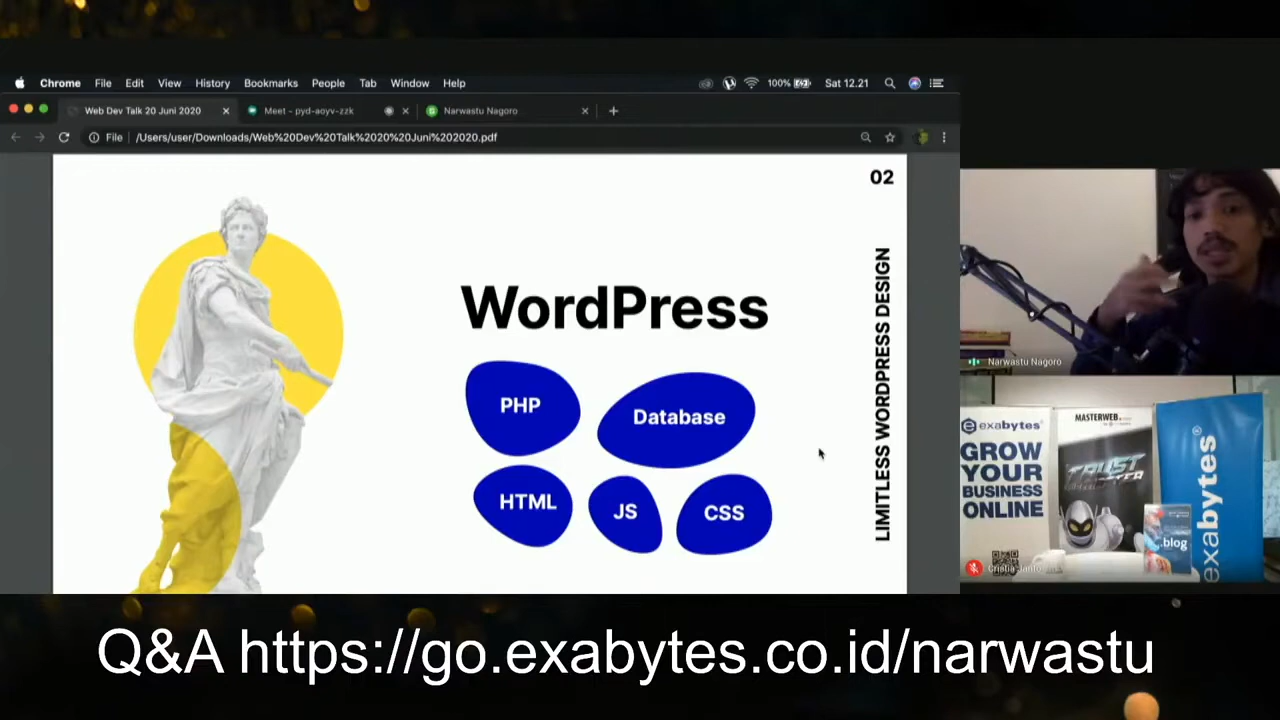 Chrome File Edit View History Bookmarks People Tab Window Help
100% Sat 12.21
Web Dev Talk 20 Juni 2020
Meet - pyd-aoyv-zzk
Narwastu Nagoro
File /Users/user/Downloads/Web%20Dev%20Talk%2020%20Juni%202020.pdf
02
WordPress
PHP
Database
HTML
JS
CSS
LIMITLESS WORDPRESS DESIGN
Narwastu Nagoro
exabytes®
GROW
YOUR
BUSINESS
ONLINE
MASTERWEB
TRUST
.blog
exabytes®
Q&A https://go.exabytes.co.id/narwastu